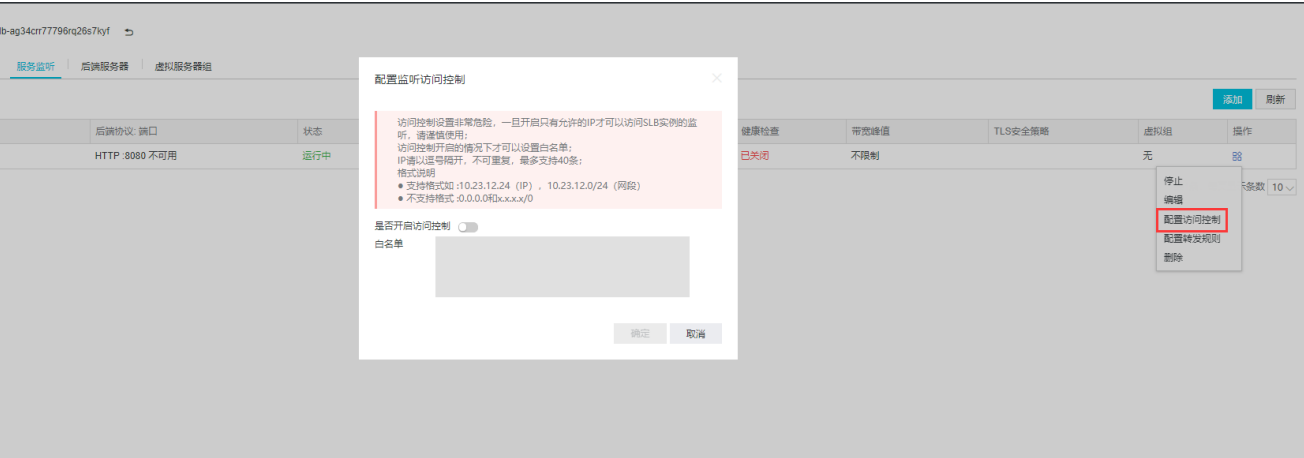 lb-ag34crr77796rq26s7kyf
服务监听 后端服务器 虚拟服务器组
添加 刷新
后端协议: 端口 状态 健康检查 带宽峰值 TLS安全策略 虚拟组 操作
HTTP :8080 不可用 运行中 已关闭 不限制 无
示条数 10
停止
编辑
配置访问控制
配置转发规则
删除
配置监听访问控制
访问控制设置非常危险，一旦开启只有允许的IP才可以访问SLB实例的监
听，请谨慎使用；
访问控制开启的情况下才可以设置白名单；
IP请以逗号隔开，不可重复，最多支持40条；
格式说明
● 支持格式如 :10.23.12.24（IP），10.23.12.0/24（网段）
● 不支持格式 :0.0.0.0和x.x.x.x/0
是否开启访问控制
白名单
确定 取消